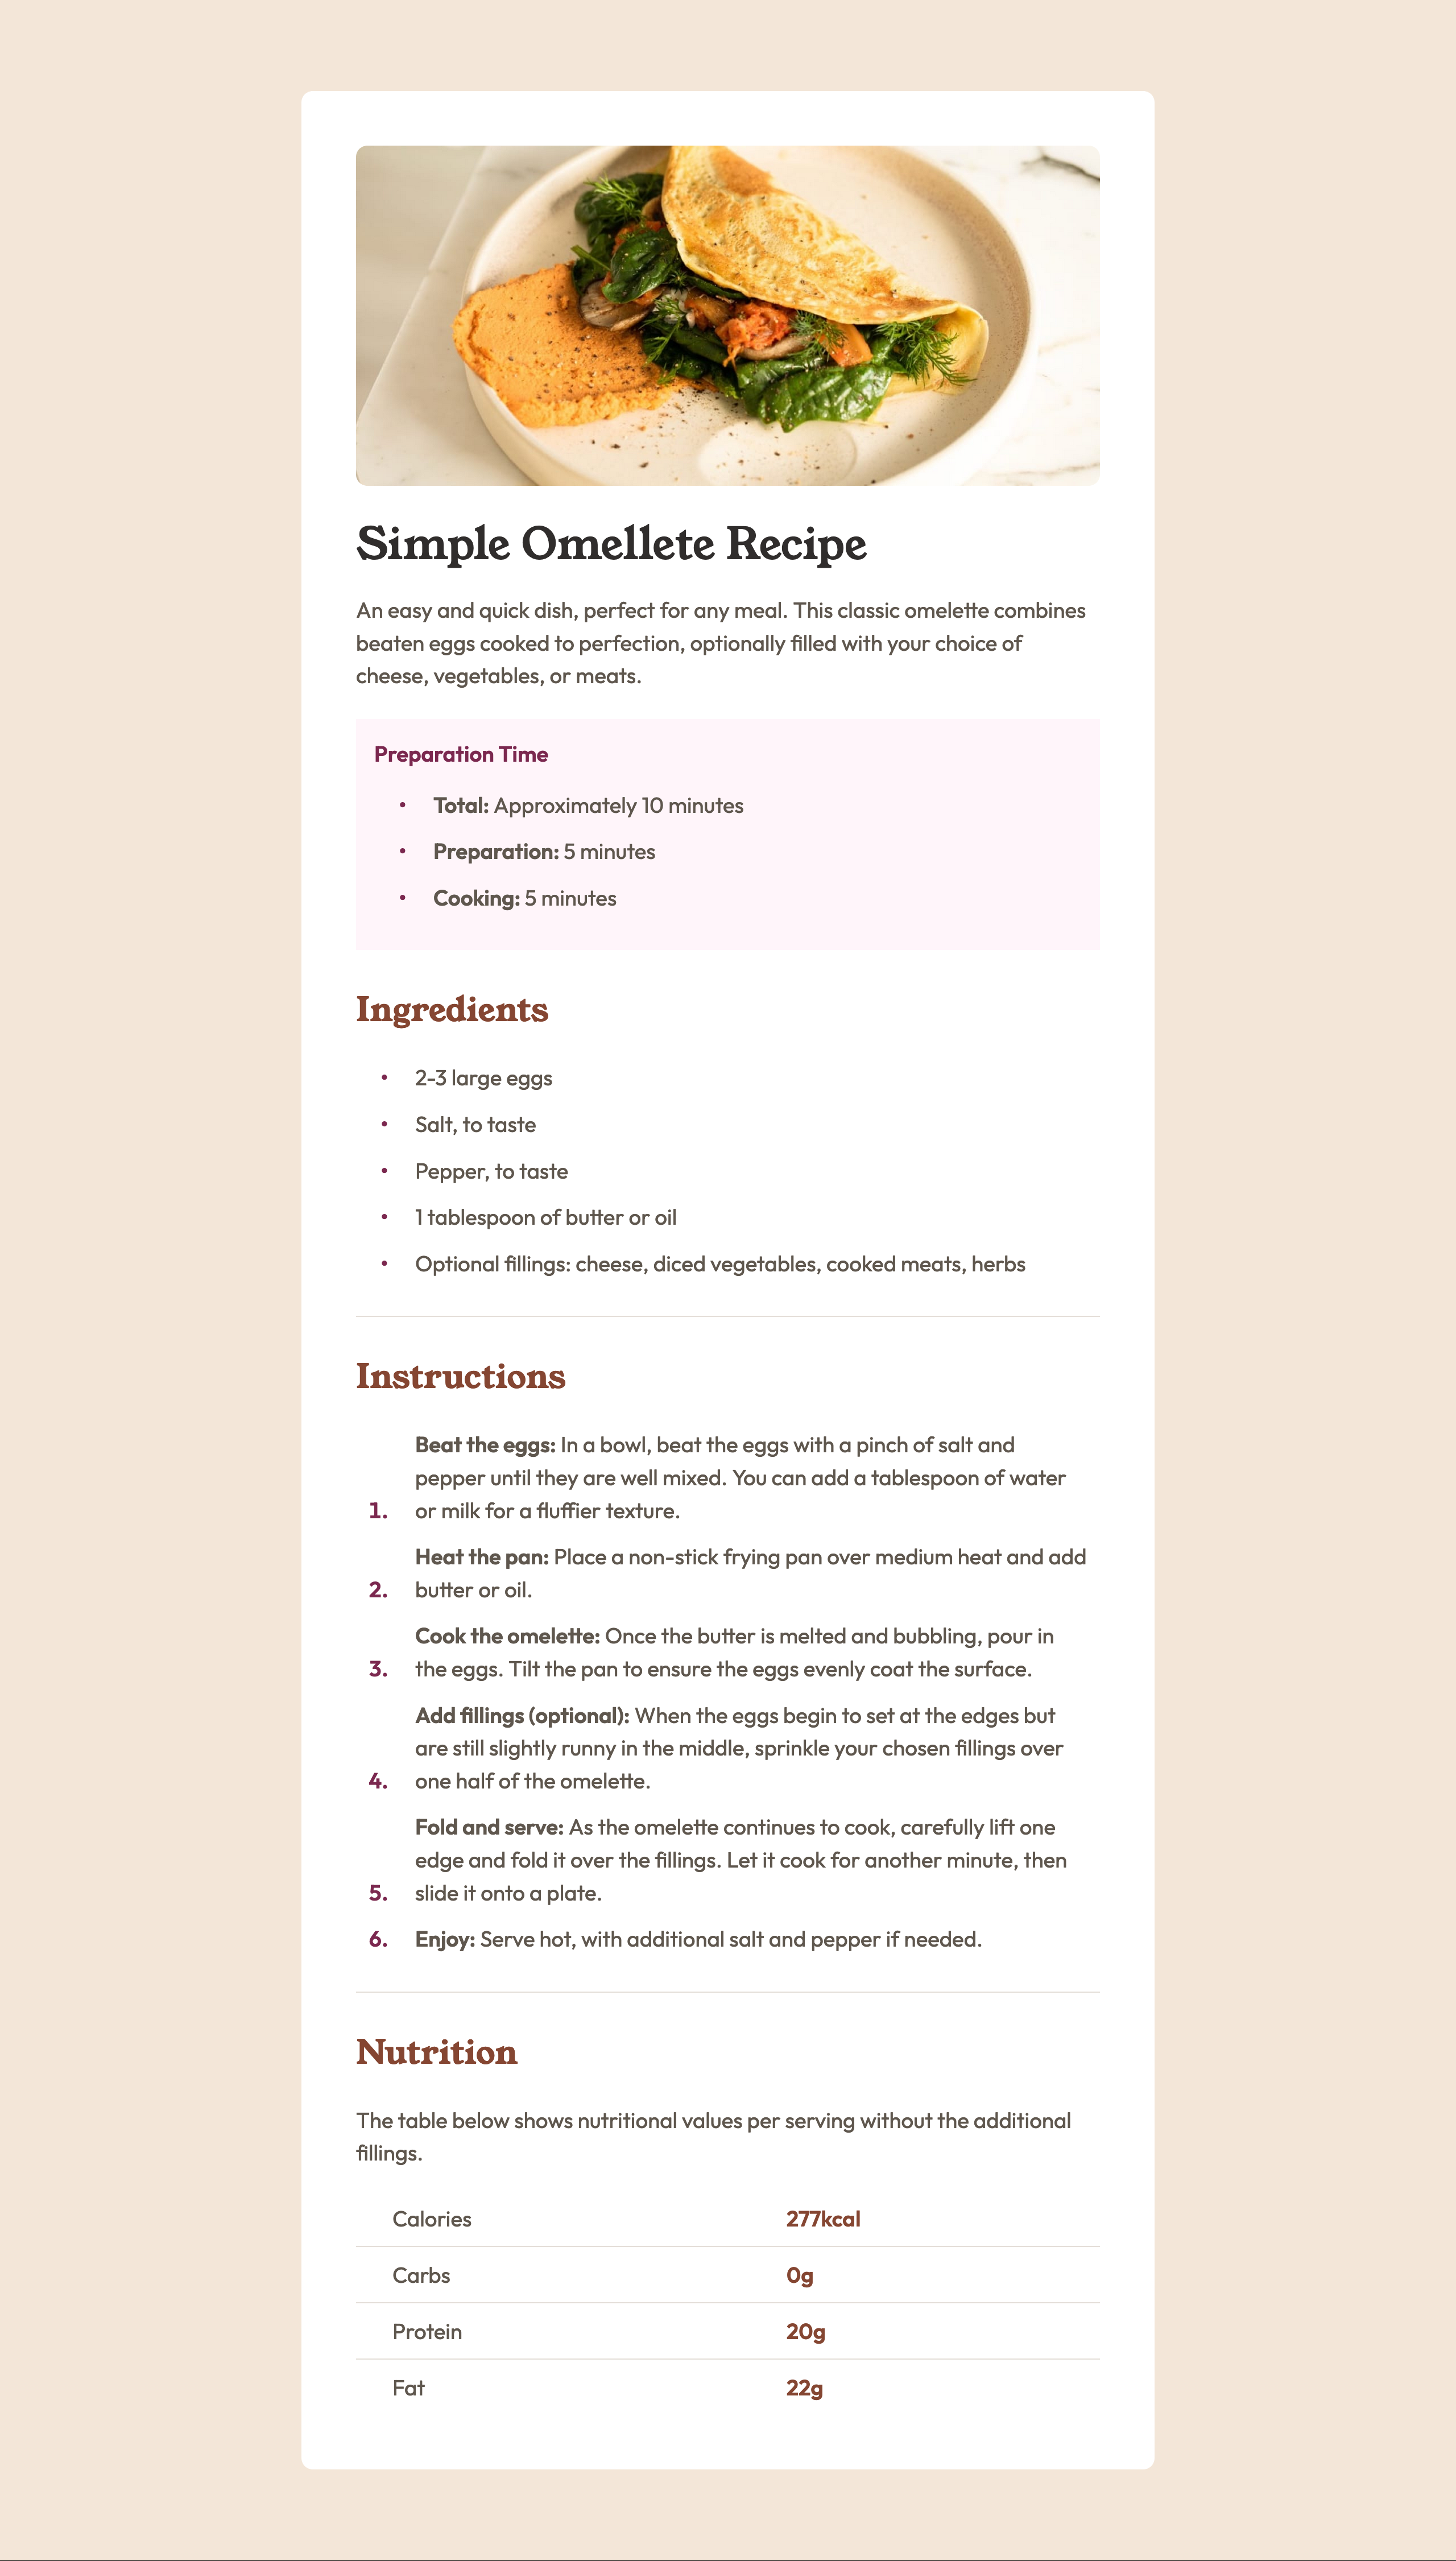 Simple Omellete Recipe
An easy and quick dish, perfect for any meal. This classic omelette combines
beaten eggs cooked to perfection, optionally filled with your choice of
cheese, vegetables, or meats.
Preparation Time
• Total: Approximately 10 minutes
• Preparation: 5 minutes
• Cooking: 5 minutes
Ingredients
• 2-3 large eggs
• Salt, to taste
• Pepper, to taste
• 1 tablespoon of butter or oil
• Optional fillings: cheese, diced vegetables, cooked meats, herbs
Instructions
Beat the eggs: In a bowl, beat the eggs with a pinch of salt and
pepper until they are well mixed. You can add a tablespoon of water
1. or milk for a fluffier texture.
Heat the pan: Place a non-stick frying pan over medium heat and add
2. butter or oil.
Cook the omelette: Once the butter is melted and bubbling, pour in
3. the eggs. Tilt the pan to ensure the eggs evenly coat the surface.
Add fillings (optional): When the eggs begin to set at the edges but
are still slightly runny in the middle, sprinkle your chosen fillings over
4. one half of the omelette.
Fold and serve: As the omelette continues to cook, carefully lift one
edge and fold it over the fillings. Let it cook for another minute, then
5. slide it onto a plate.
6. Enjoy: Serve hot, with additional salt and pepper if needed.
Nutrition
The table below shows nutritional values per serving without the additional
fillings.
Calories 277kcal
Carbs 0g
Protein 20g
Fat 22g